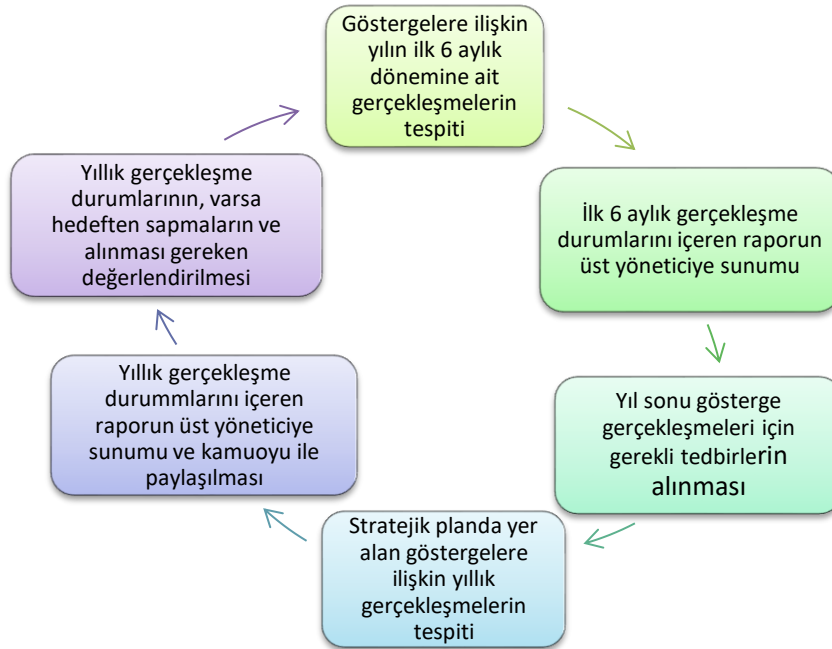 Göstergelere ilişkin
yılın ilk 6 aylık
dönemine ait
gerçekleşmelerin
tespiti
İlk 6 aylık gerçekleşme
durumlarını içeren raporun
üst yöneticiye sunumu
Yıl sonu gösterge
gerçekleşmeleri için
gerekli tedbirlerin
alınması
Stratejik planda yer
alan göstergelere
ilişkin yıllık
gerçekleşmelerin
tespiti
Yıllık gerçekleşme
durummlarını içeren
raporun üst yöneticiye
sunumu ve kamuoyu ile
paylaşılması
Yıllık gerçekleşme
durumlarının, varsa
hedeften sapmaların ve
alınması gereken
değerlendirilmesi